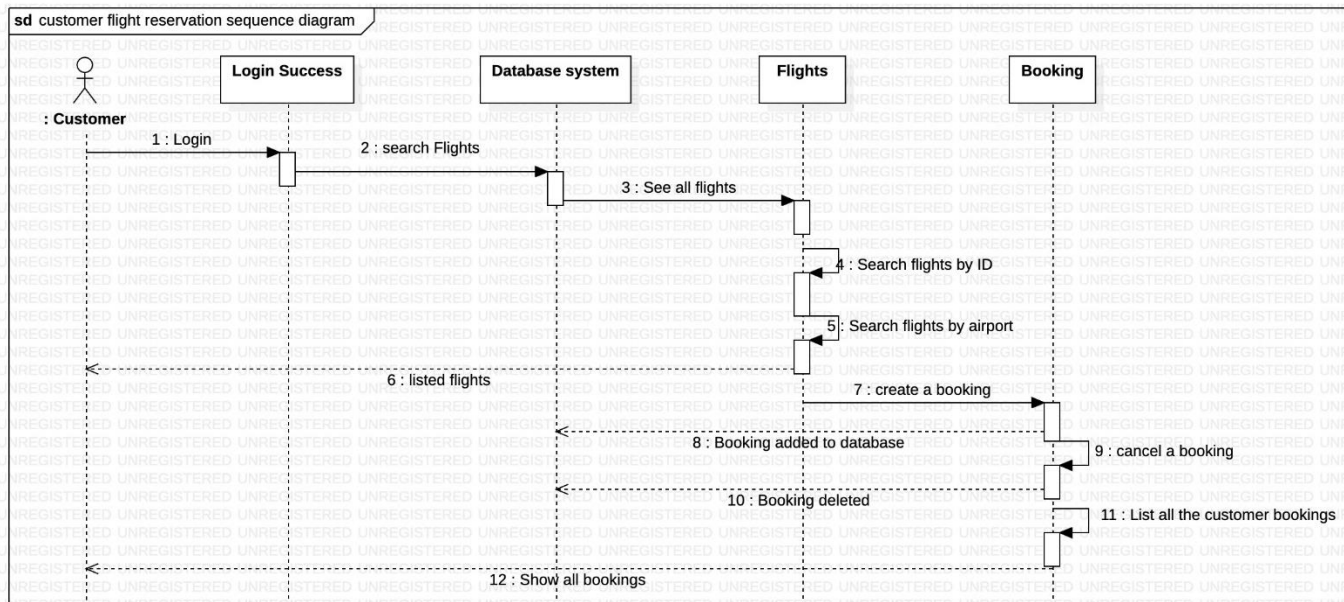 sd customer flight reservation sequence diagram
Login Success
Database system
Flights
Booking
: Customer
1 : Login
2 : search Flights
3 : See all flights
4 : Search flights by ID
5 : Search flights by airport
6 : listed flights
7 : create a booking
8 : Booking added to database
9 : cancel a booking
10 : Booking deleted
11 : List all the customer bookings
12 : Show all bookings
UNREGISTERED